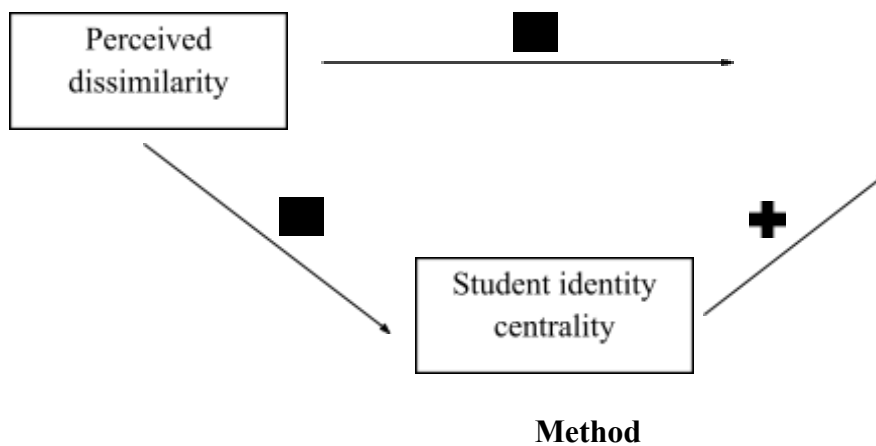 Perceived
dissimilarity
Student identity
centrality
Method